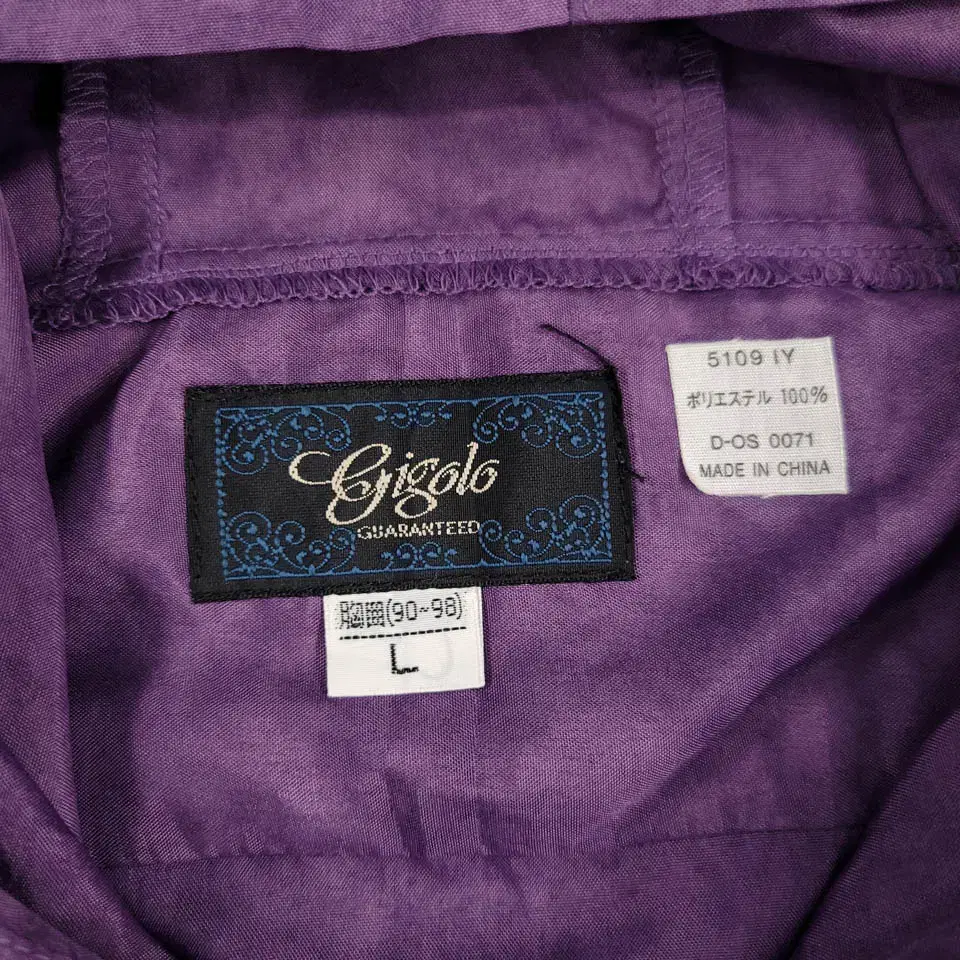 Gigolo
GUARANTEED
胸囲(90~98)
L
5109 IY
ポリエステル 100%
D-OS 0071
MADE IN CHINA